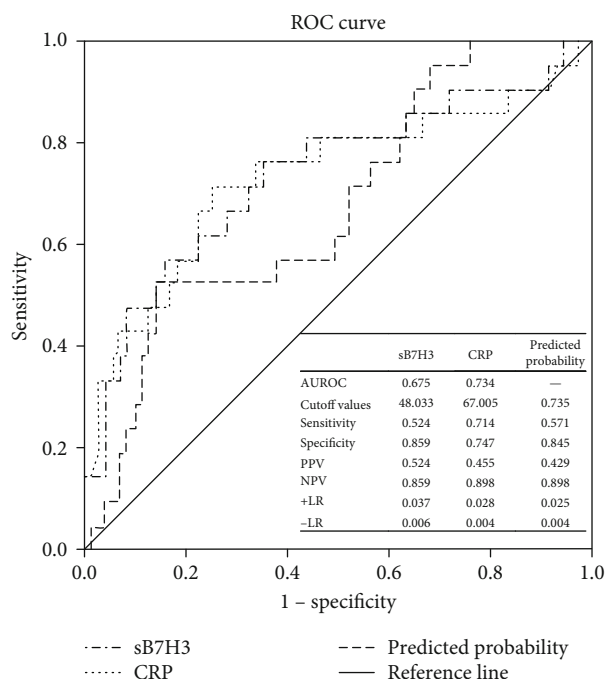 ROC curve
1.0
0.8
0.6
0.4
0.2
0.0
Sensitivity
0.0 0.2 0.4 0.6 0.8 1.0
1 – specificity
sB7H3 CRP Predicted probability
AUROC 0.675 0.734 —
Cutoff values 48.033 67.005 0.735
Sensitivity 0.524 0.714 0.571
Specificity 0.859 0.747 0.845
PPV 0.524 0.455 0.429
NPV 0.859 0.898 0.898
+LR 0.037 0.028 0.025
–LR 0.006 0.004 0.004
sB7H3 Predicted probability
CRP Reference line